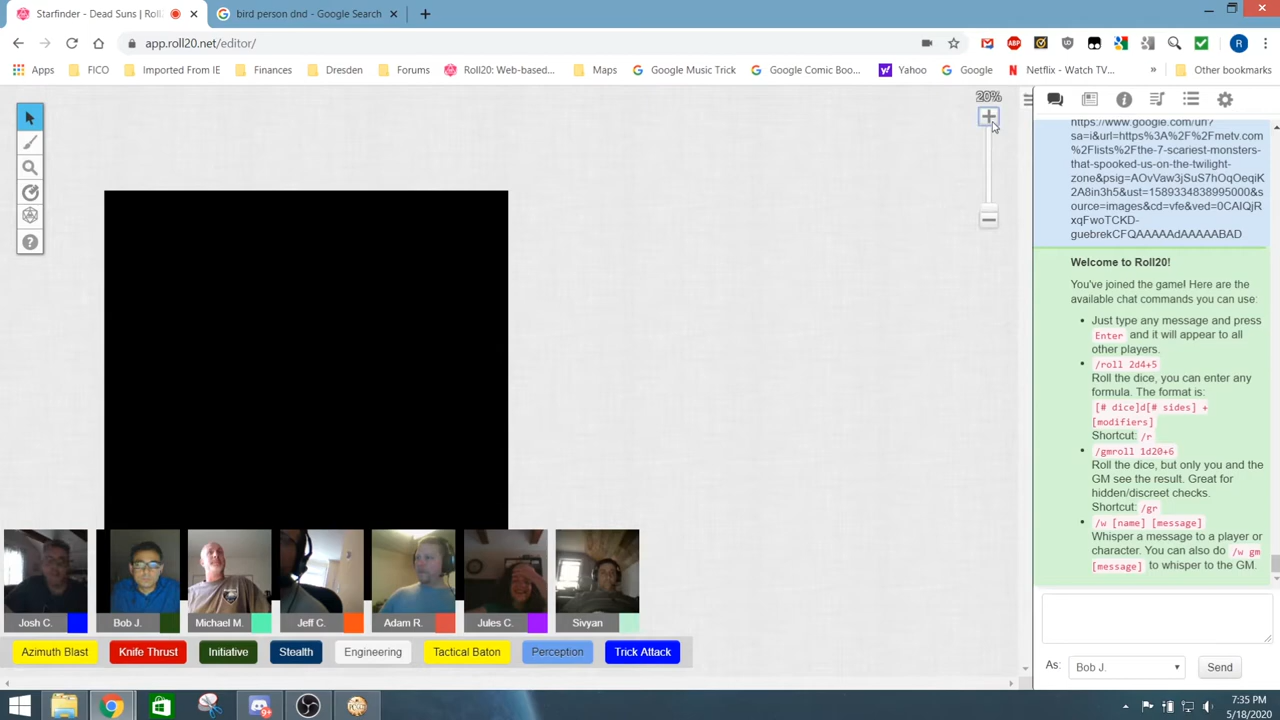 Starfinder - Dead Suns | Roll
bird person dnd - Google Search
app.roll20.net/editor/
Apps
FICO
Imported From IE
Finances
Dresden
Forums
Roll20: Web-based...
Maps
Google Music Trick
Google Comic Boo...
Yahoo
Google
Netflix - Watch TV...
»
Other bookmarks
20%
https://www.google.com/url?
sa=i&url=https%3A%2F%2Fmetv.com
%2Flists%2Fthe-7-scariest-monsters-
that-spooked-us-on-the-twilight-
zone&psig=AOvVaw3jSuS7hOqOeqiK
2A8in3h5&ust=1589334838995000&s
ource=images&cd=vfe&ved=0CAIQjR
xqFwoTCKD-
guebrekCFQAAAAAdAAAAABAD
Welcome to Roll20!
You've joined the game! Here are the
available chat commands you can use:
• Just type any message and press
Enter and it will appear to all
other players.
• /roll 2d4+5
Roll the dice, you can enter any
formula. The format is:
[# dice]d[# sides] +
[modifiers]
Shortcut: /r
• /gmroll 1d20+6
Roll the dice, but only you and the
GM see the result. Great for
hidden/discreet checks.
Shortcut: /gr
• /w [name] [message]
Whisper a message to a player or
character. You can also do /w gm
[message] to whisper to the GM.
Josh C.
Bob J.
Michael M.
Jeff C.
Adam R.
Jules C.
Sivyan
Azimuth Blast
Knife Thrust
Initiative
Stealth
Engineering
Tactical Baton
Perception
Trick Attack
As:
Bob J.
Send
7:35 PM
5/18/2020